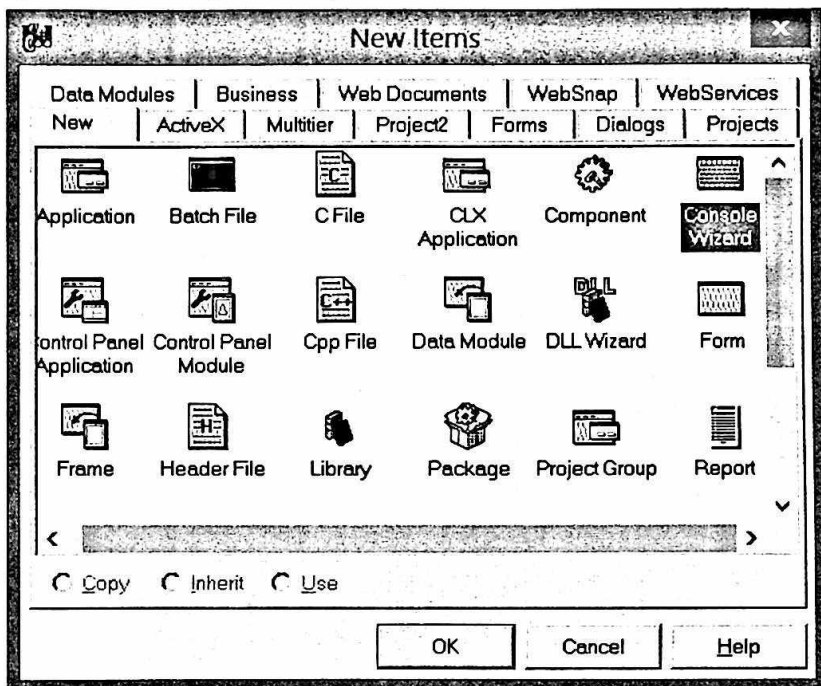 New Items
Data Modules Business Web Documents WebSnap WebServices
New ActiveX Multitier Project2 Forms Dialogs Projects
Application Batch File C File CLX Application Component Console Wizard
ontrol Panel Application Control Panel Module Cpp File Data Module DLL Wizard Form
Frame Header File Library Package Project Group Report
Copy Inherit Use
OK Cancel Help